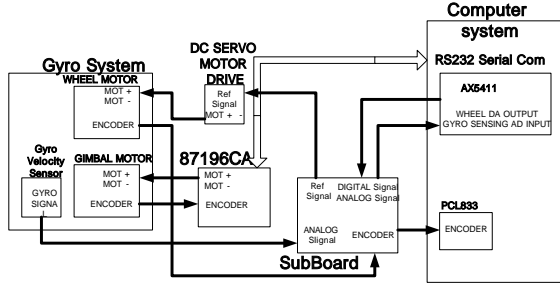 Computer
system
RS232 Serial Com
AX5411
WHEEL DA OUTPUT
GYRO SENSING AD INPUT
PCL833
ENCODER
DC SERVO
MOTOR
DRIVE
Ref
Signal
MOT + -
Gyro System
WHEEL MOTOR
MOT +
MOT -
ENCODER
Gyro
Velocity
Sensor
GYRO
SIGNA
L
GIMBAL MOTOR
MOT +
MOT -
ENCODER
87196CA
MOT +
MOT -
ENCODER
Ref
Signal
DIGITAL Signal
ANALOG Signal
ANALOG
Slignal
ENCODER
SubBoard